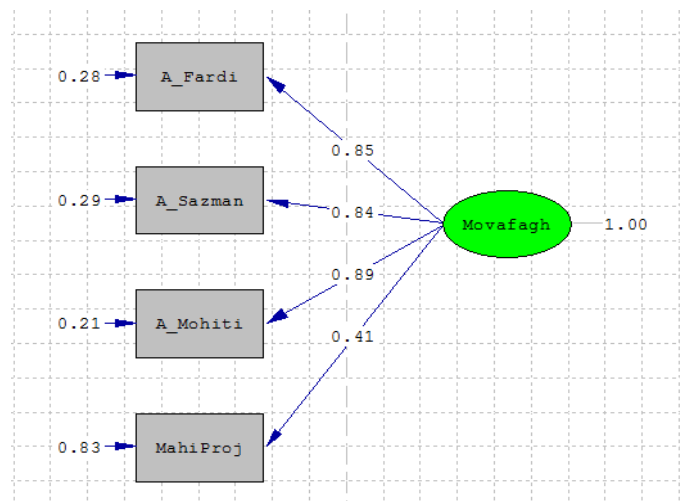 0.28 A_Fardi
0.85
0.29 A_Sazman
0.84
Movafagh 1.00
0.89
0.21 A_Mohiti
0.41
0.83 MahiProj